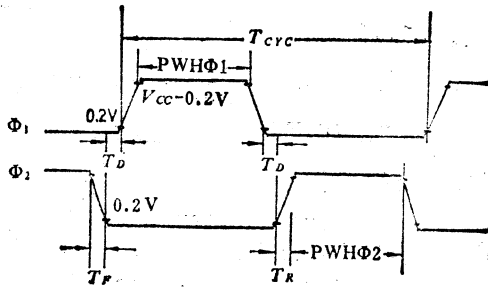 T_CYC
PWHΦ1
0.2V
V_CC-0.2V
Φ₁
T_D
T_D
Φ₂
0.2V
PWHΦ2
T_F
T_R